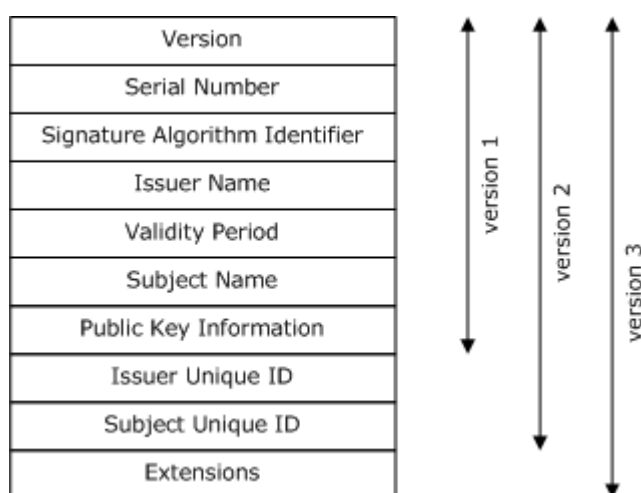 Version
Serial Number
Signature Algorithm Identifier
Issuer Name
Validity Period
Subject Name
Public Key Information
Issuer Unique ID
Subject Unique ID
Extensions
version 1
version 2
version 3